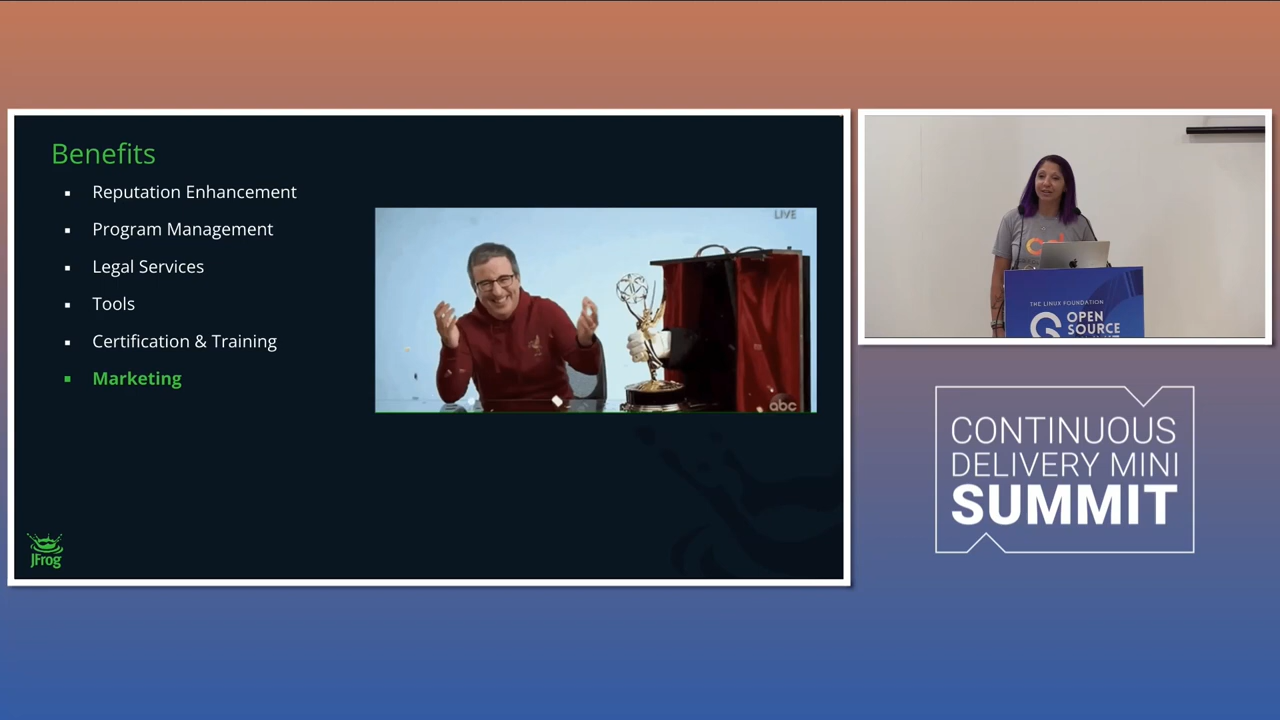 Benefits
Reputation Enhancement
Program Management
Legal Services
Tools
Certification & Training
Marketing
LIVE
abc
JFrog
THE LINUX FOUNDATION
OPEN
SOURCE
CONTINUOUS
DELIVERY MINI
SUMMIT